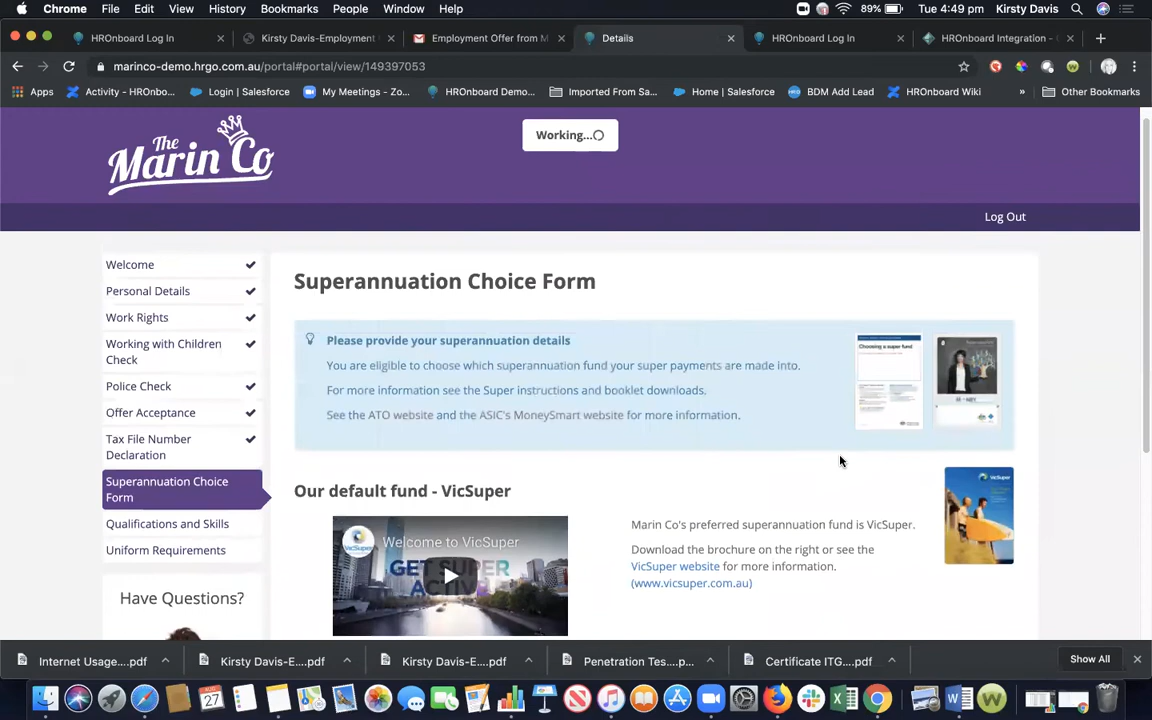 Chrome File Edit View History Bookmarks People Window Help 89% Tue 4:49 pm Kirsty Davis
HROnboard Log In Kirsty Davis-Employment Employment Offer from M Details HROnboard Log In HROnboard Integration -
marinco-demo.hrgo.com.au/portal#portal/view/149397053
Apps Activity - HROnbo... Login | Salesforce My Meetings - Zo... HROnboard Demo... Imported From Sa... Home | Salesforce BDM Add Lead HROnboard Wiki » Other Bookmarks
The
Marin Co
Working...
Log Out
Welcome
Personal Details
Work Rights
Working with Children
Check
Police Check
Offer Acceptance
Tax File Number
Declaration
Superannuation Choice
Form
Qualifications and Skills
Uniform Requirements
Have Questions?
Superannuation Choice Form
Please provide your superannuation details
You are eligible to choose which superannuation fund your super payments are made into.
For more information see the Super instructions and booklet downloads.
See the ATO website and the ASIC's MoneySmart website for more information.
Choosing a super fund
Our default fund - VicSuper
VicSuper
Welcome to VicSuper
GET SUPER
ACTIVE
Marin Co's preferred superannuation fund is VicSuper.
Download the brochure on the right or see the
VicSuper website for more information.
(www.vicsuper.com.au)
VicSuper
Internet Usage....pdf Kirsty Davis-E....pdf Kirsty Davis-E....pdf Penetration Tes....p... Certificate ITG....pdf Show All
27